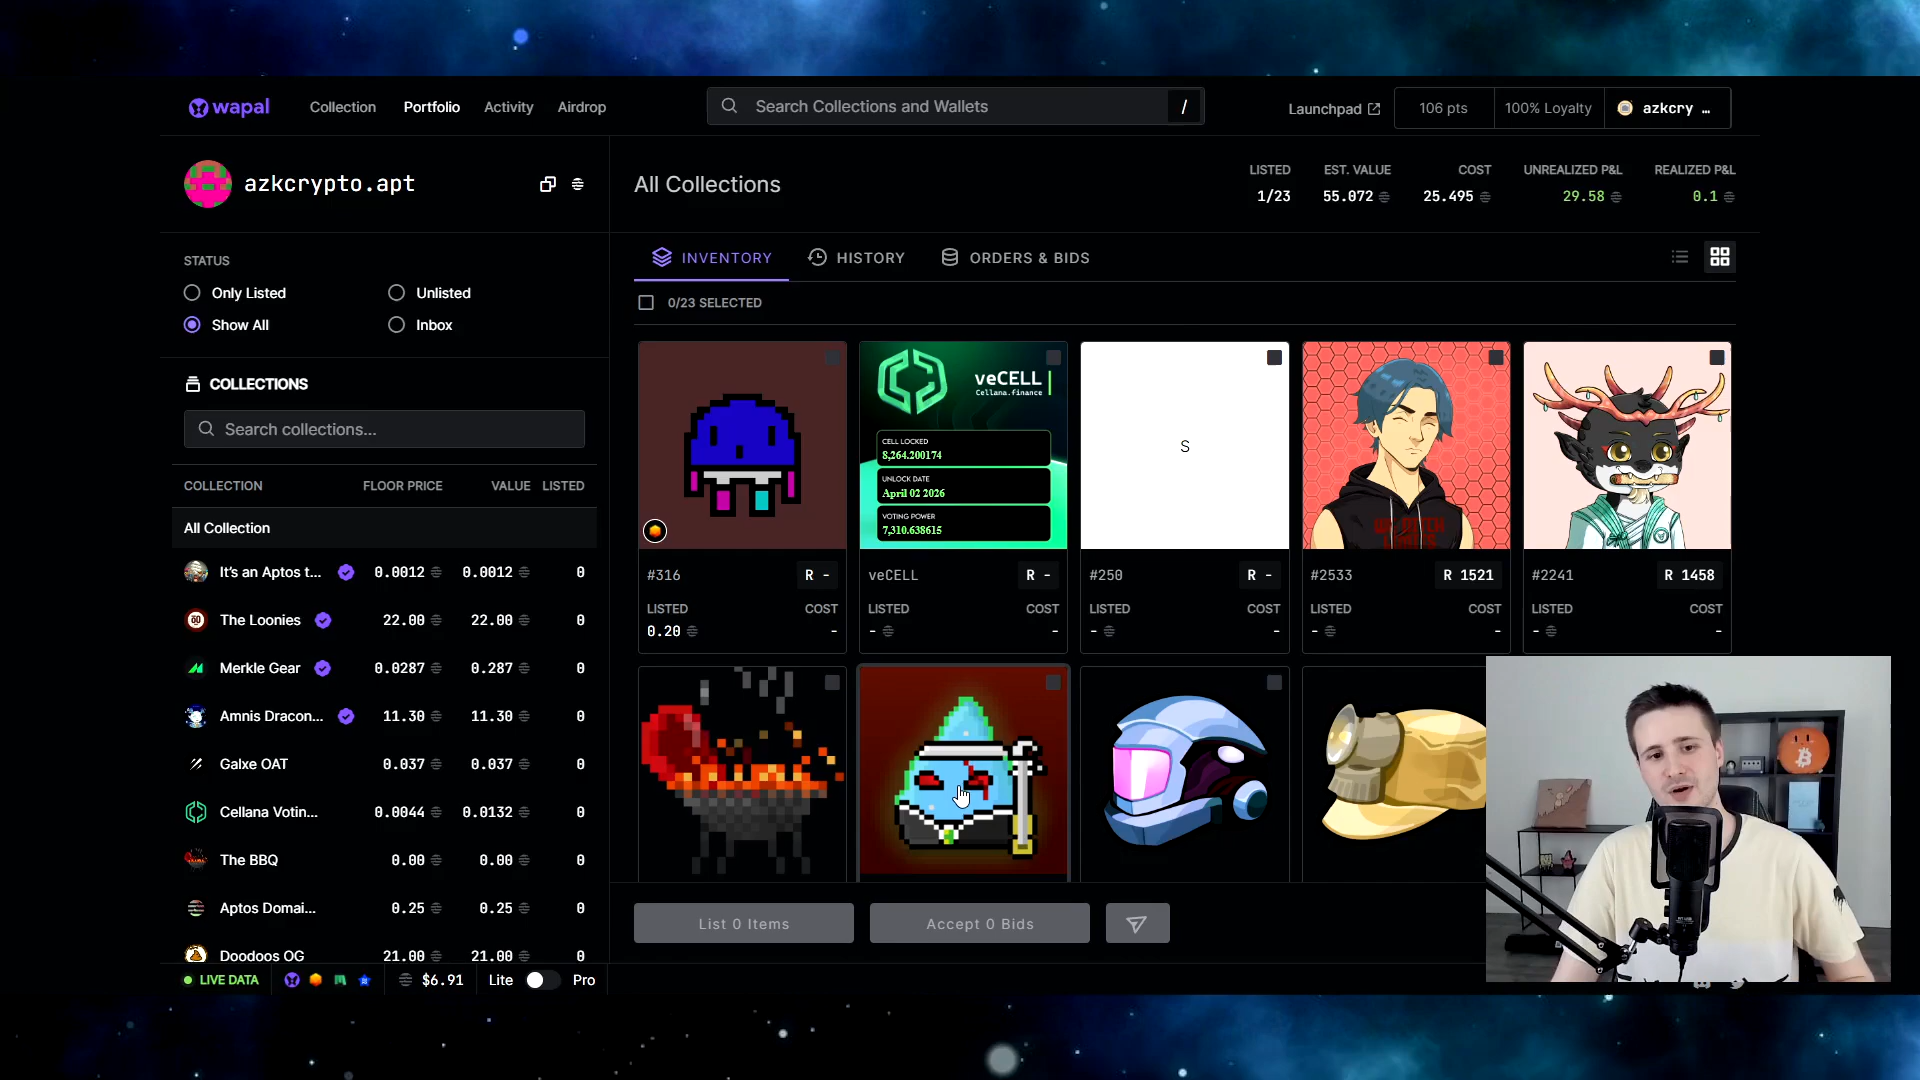 wapal
Collection Portfolio Activity Airdrop
Search Collections and Wallets /
Launchpad 106 pts 100% Loyalty azkcry ...
azkcrypto.apt
All Collections
LISTED EST. VALUE COST UNREALIZED P&L REALIZED P&L
1/23 55.072 25.495 29.58 0.1
STATUS
Only Listed Unlisted
Show All Inbox
INVENTORY HISTORY ORDERS & BIDS
0/23 SELECTED
COLLECTIONS
Search collections...
COLLECTION FLOOR PRICE VALUE LISTED
All Collection
It's an Aptos t... 0.0012 0.0012 0
The Loonies 22.00 22.00 0
Merkle Gear 0.0287 0.287 0
Amnis Dracon... 11.30 11.30 0
Galxe OAT 0.037 0.037 0
Cellana Votin... 0.0044 0.0132 0
The BBQ 0.00 0.00 0
Aptos Domai... 0.25 0.25 0
Doodoos OG 21.00 21.00 0
veCELL
Cellana.finance
CELL LOCKED
8,264.200174
UNLOCK DATE
April 02 2026
VOTING POWER
7,310.638615
S
#316 R - veCELL R - #250 R - #2533 R 1521 #2241 R 1458
LISTED COST LISTED COST LISTED COST LISTED COST LISTED COST
0.20 - - - - - - - - -
List 0 Items Accept 0 Bids
LIVE DATA $6.91 Lite Pro